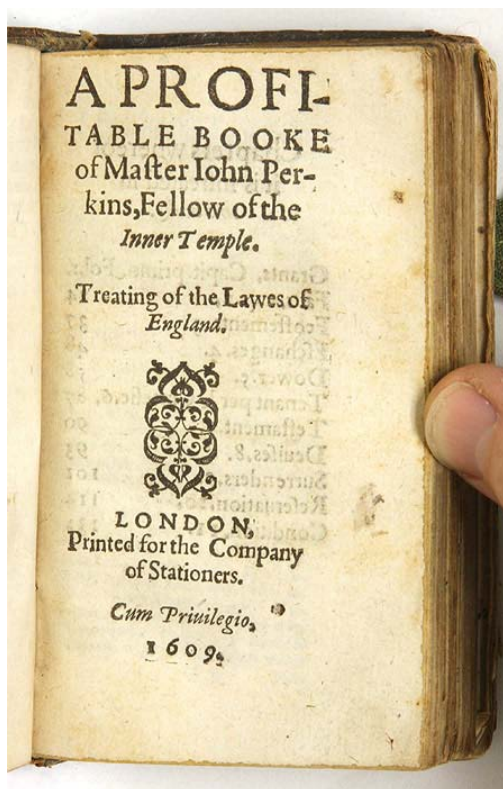 A PROFI-
TABLE BOOKE
of Maſter Iohn Per-
kins, Fellow of the
Inner Temple.
Treating of the Lawes of
England.
LONDON,
Printed for the Company
of Stationers.
Cum Priuilegio,
1609.